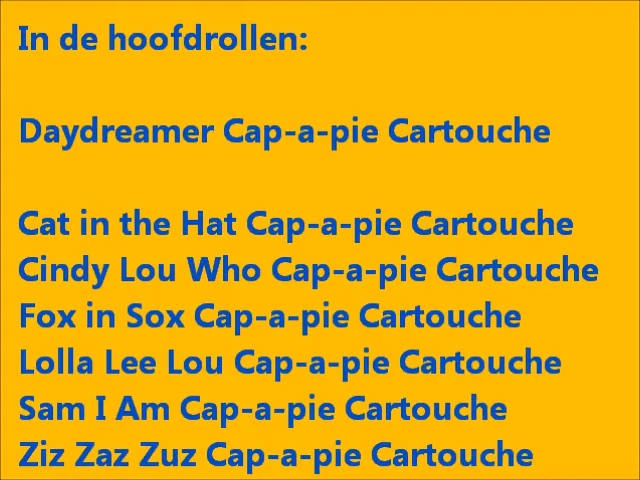 In de hoofdrollen:
Daydreamer Cap-a-pie Cartouche
Cat in the Hat Cap-a-pie Cartouche
Cindy Lou Who Cap-a-pie Cartouche
Fox in Sox Cap-a-pie Cartouche
Lolla Lee Lou Cap-a-pie Cartouche
Sam I Am Cap-a-pie Cartouche
Ziz Zaz Zuz Cap-a-pie Cartouche